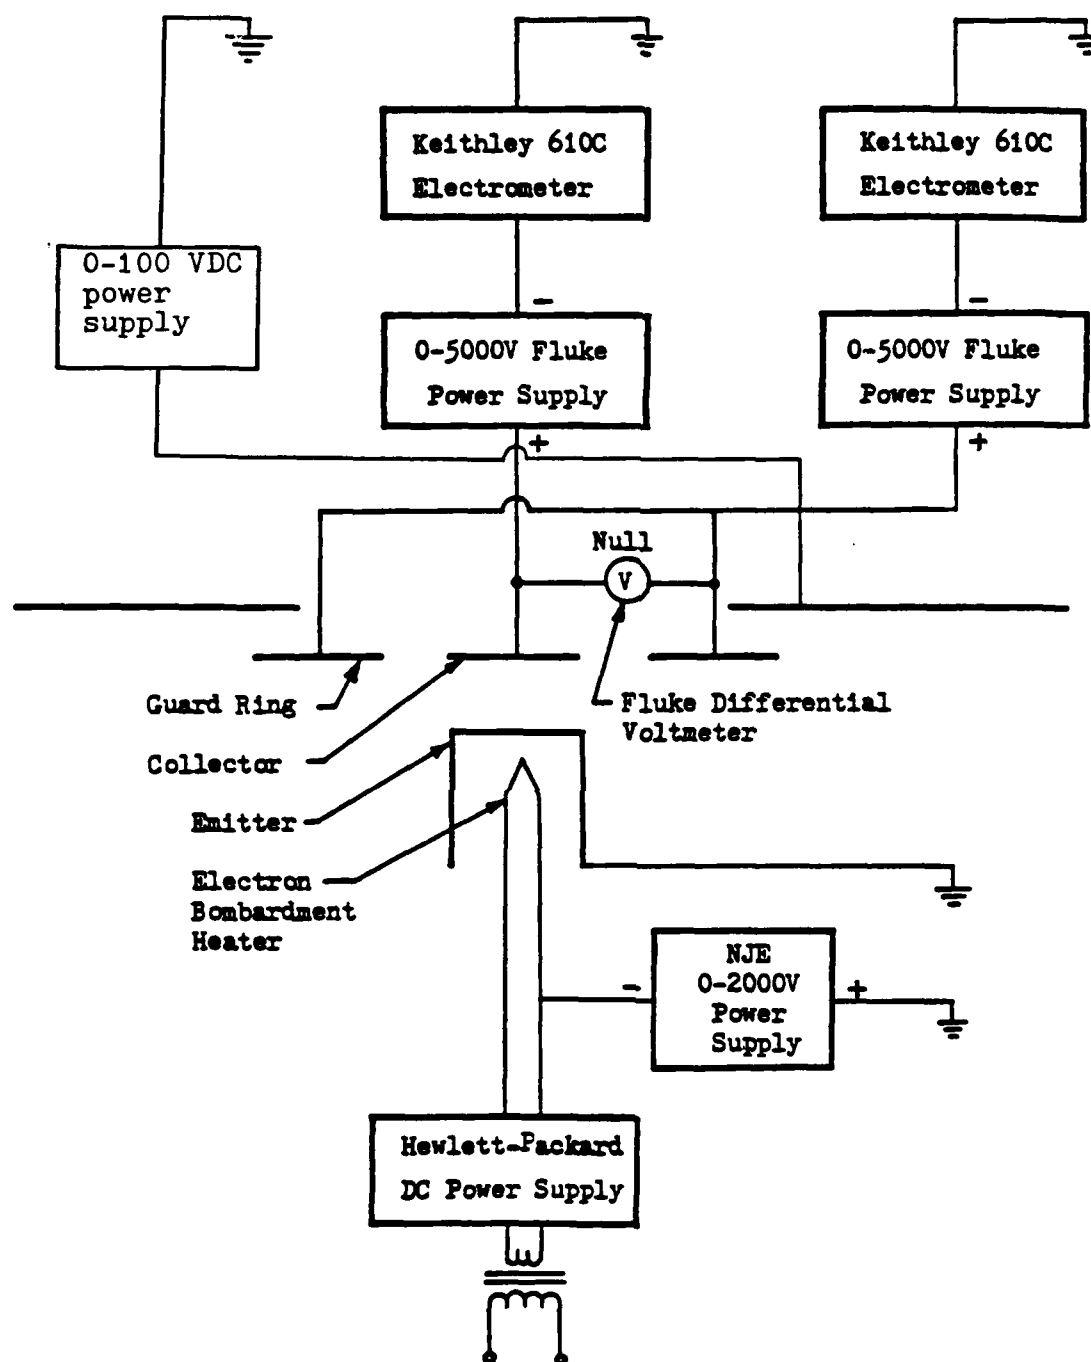 Keithley 610C
Electrometer
Keithley 610C
Electrometer
0-100 VDC
power
supply
-
-
0-5000V Fluke
Power Supply
0-5000V Fluke
Power Supply
+
+
Null
V
Guard Ring
Fluke Differential
Voltmeter
Collector
Emitter
Electron
Bombardment
Heater
NJE
0-2000V
Power
Supply
-
+
Hewlett-Packard
DC Power Supply